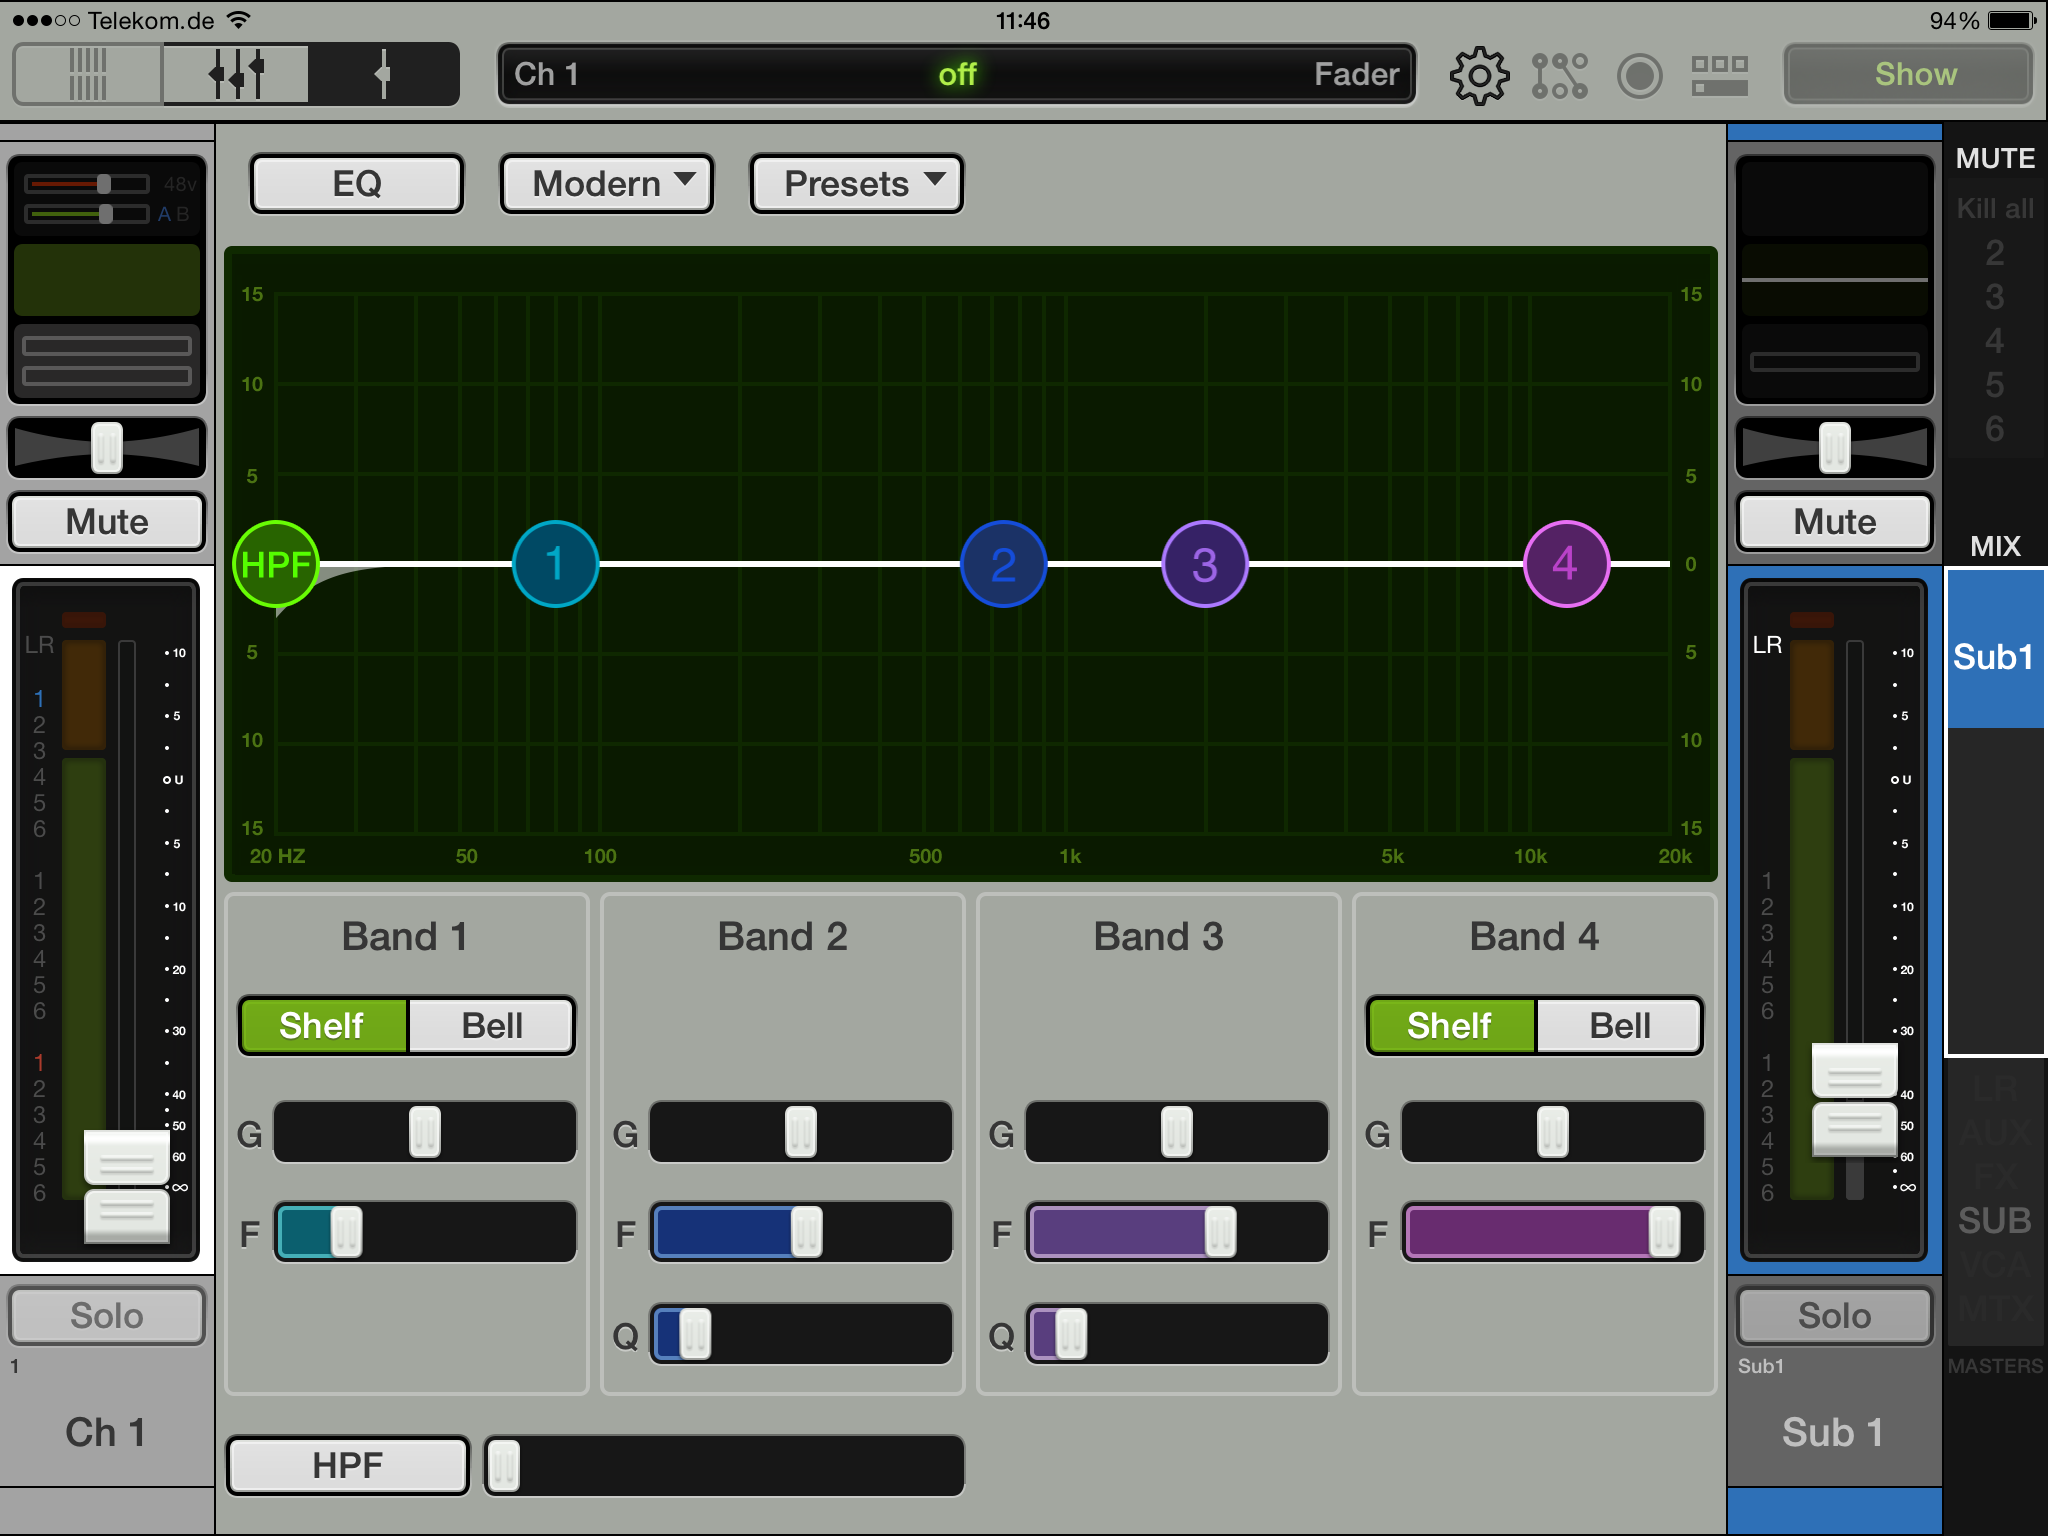 Telekom.de 11:46 94%
Ch 1 off Fader Show
EQ Modern Presets
48v
A B
Mute
LR
1
2
3
4
5
6
1
2
3
4
5
6
1
2
3
4
5
6
10
5
U
5
10
20
30
40
50
60
∞
Solo
1
Ch 1
15 15
10 10
5 5
HPF 1 2 3 4 0
5 5
10 10
15 15
20 HZ 50 100 500 1k 5k 10k 20k
Band 1 Band 2 Band 3 Band 4
Shelf Bell Shelf Bell
G G G G
F F F F
Q Q
HPF
Mute
LR
1
2
3
4
5
6
1
2
3
4
5
6
10
5
U
5
10
20
30
40
50
60
∞
Solo
Sub1
Sub 1
MUTE
Kill all
2
3
4
5
6
MIX
Sub1
LR
AUX
FX
SUB
VCA
MTX
MASTERS